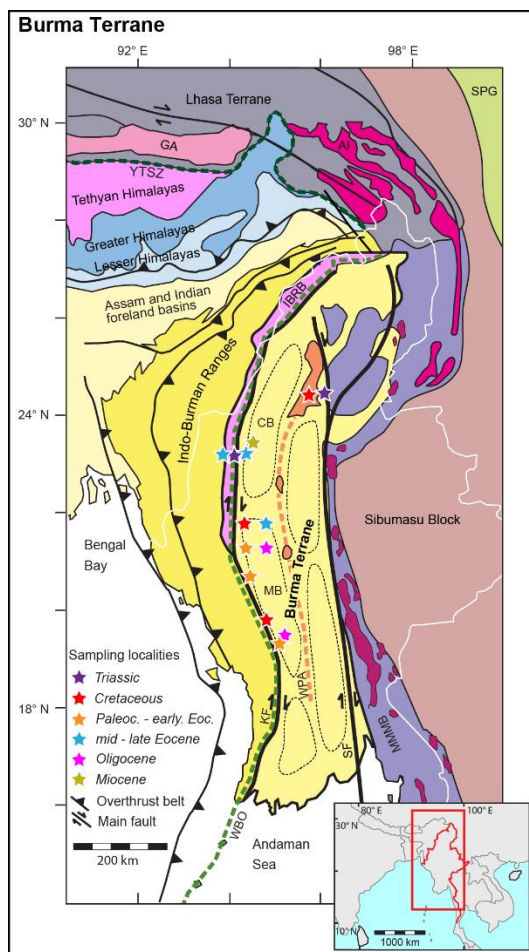 Burma Terrane
92° E
98° E
SPG
Lhasa Terrane
30° N
GA
AI
YTSZ
Tethyan Himalayas
Greater Himalayas
Lesser Himalayas
Assam and Indian
foreland basins
IBRB
Indo-Burman Ranges
24° N
CB
Sibumasu Block
Bengal
Bay
Burma Terrane
MB
Sampling localities
Triassic
Cretaceous
Paleoc. - early. Eoc.
mid - late Eocene
Oligocene
Miocene
Overthrust belt
Main fault
200 km
18° N
KF
WPA
SF
MMMB
WBO
Andaman
Sea
80° E
100° E
30°N
10°N
1000 km